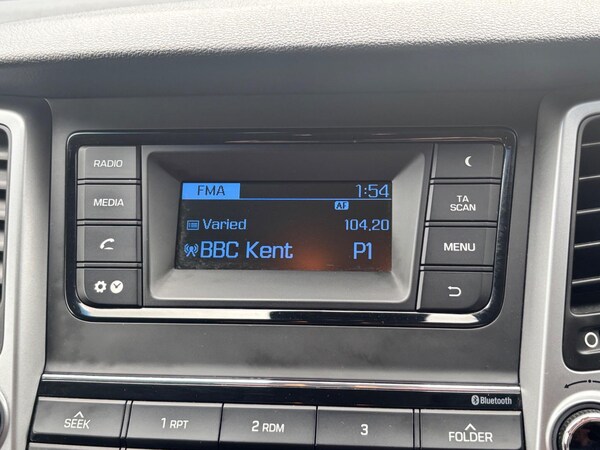 RADIO
MEDIA
FMA 1:54
AF
Varied 104.20
BBC Kent P1
TA
SCAN
MENU
Bluetooth
SEEK
1 RPT
2 RDM
3
FOLDER